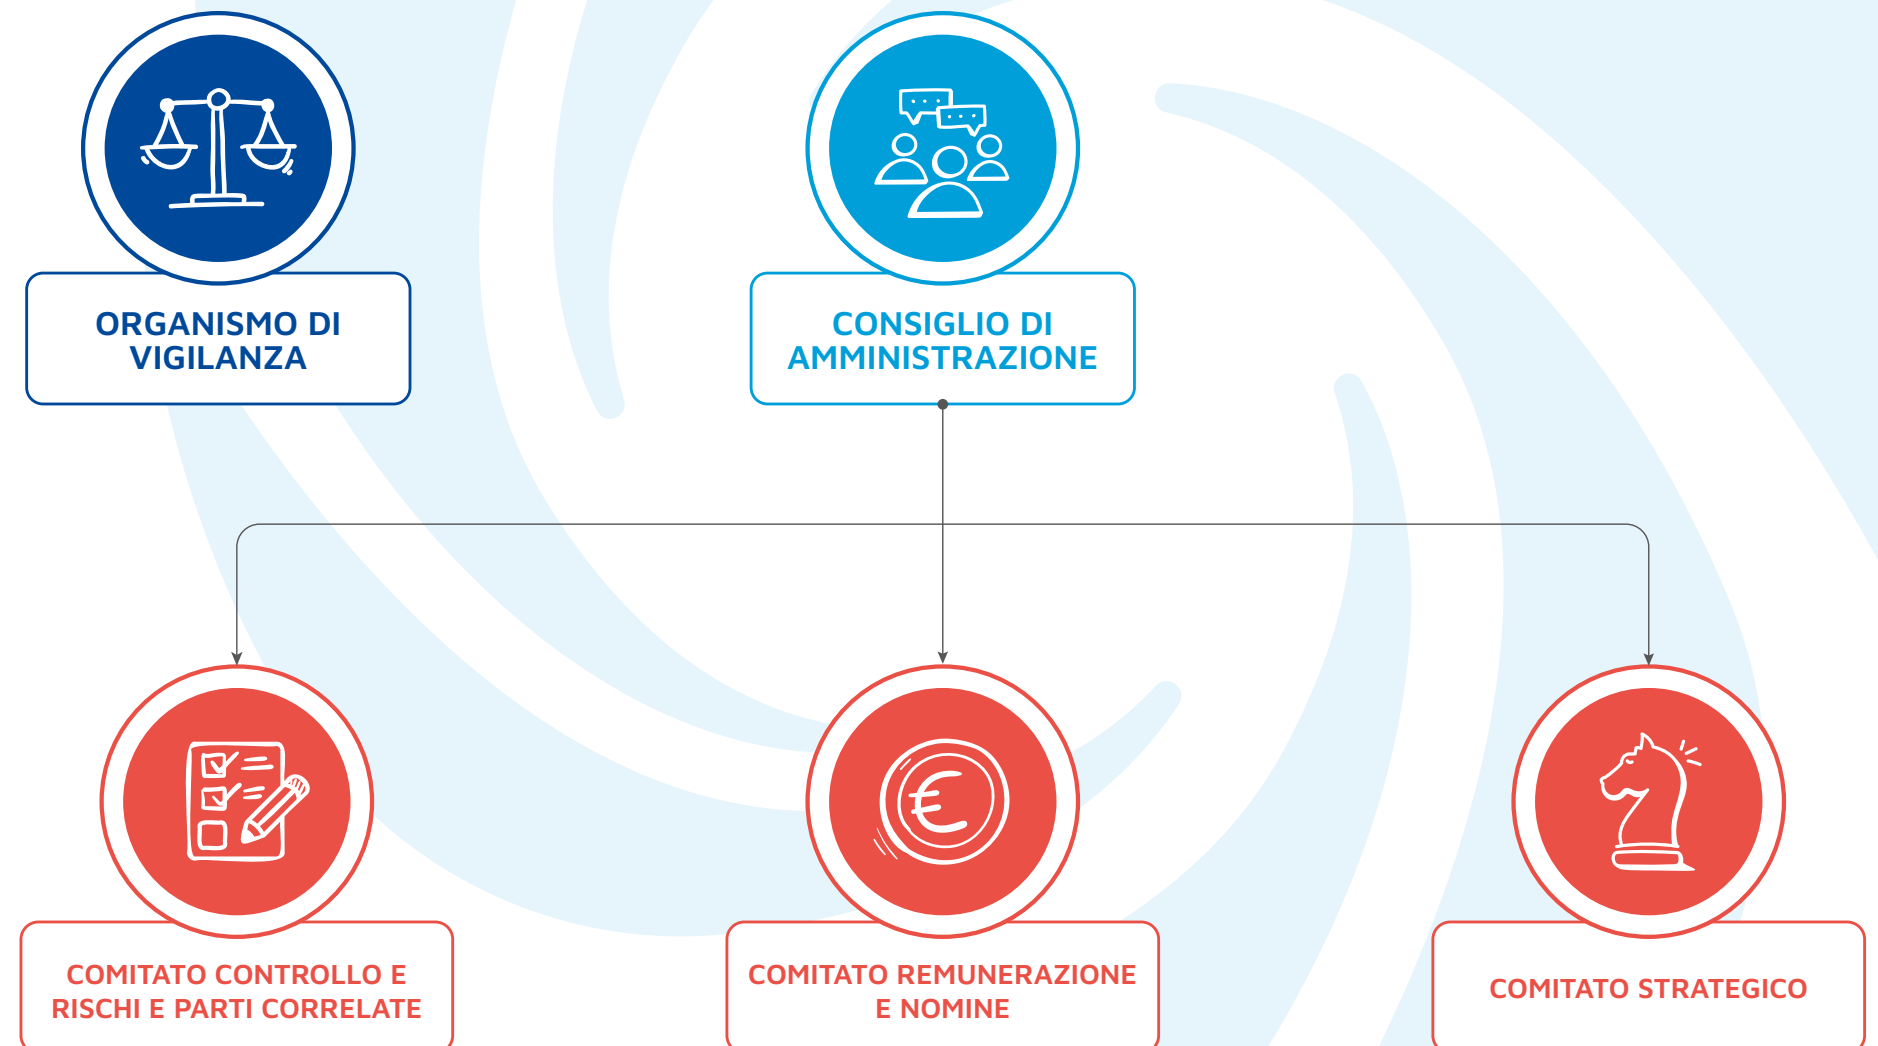 ORGANISMO DI
VIGILANZA
CONSIGLIO DI
AMMINISTRAZIONE
COMITATO CONTROLLO E
RISCHI E PARTI CORRELATE
COMITATO REMUNERAZIONE
E NOMINE
COMITATO STRATEGICO